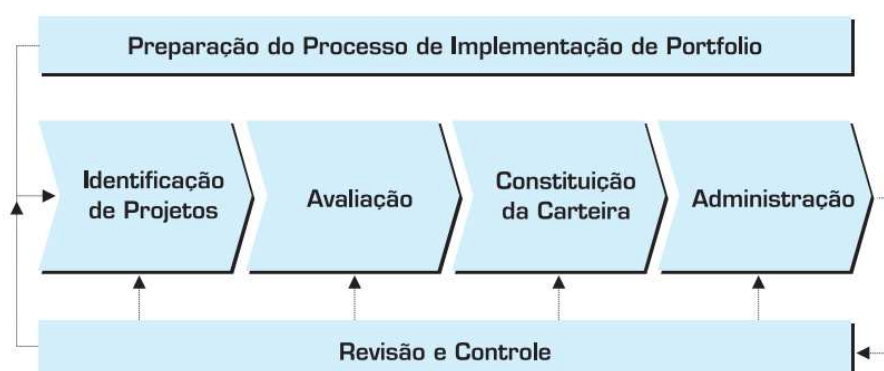 Preparação do Processo de Implementação de Portfolio
Identificação
de Projetos
Avaliação
Constituição
da Carteira
Administração
Revisão e Controle